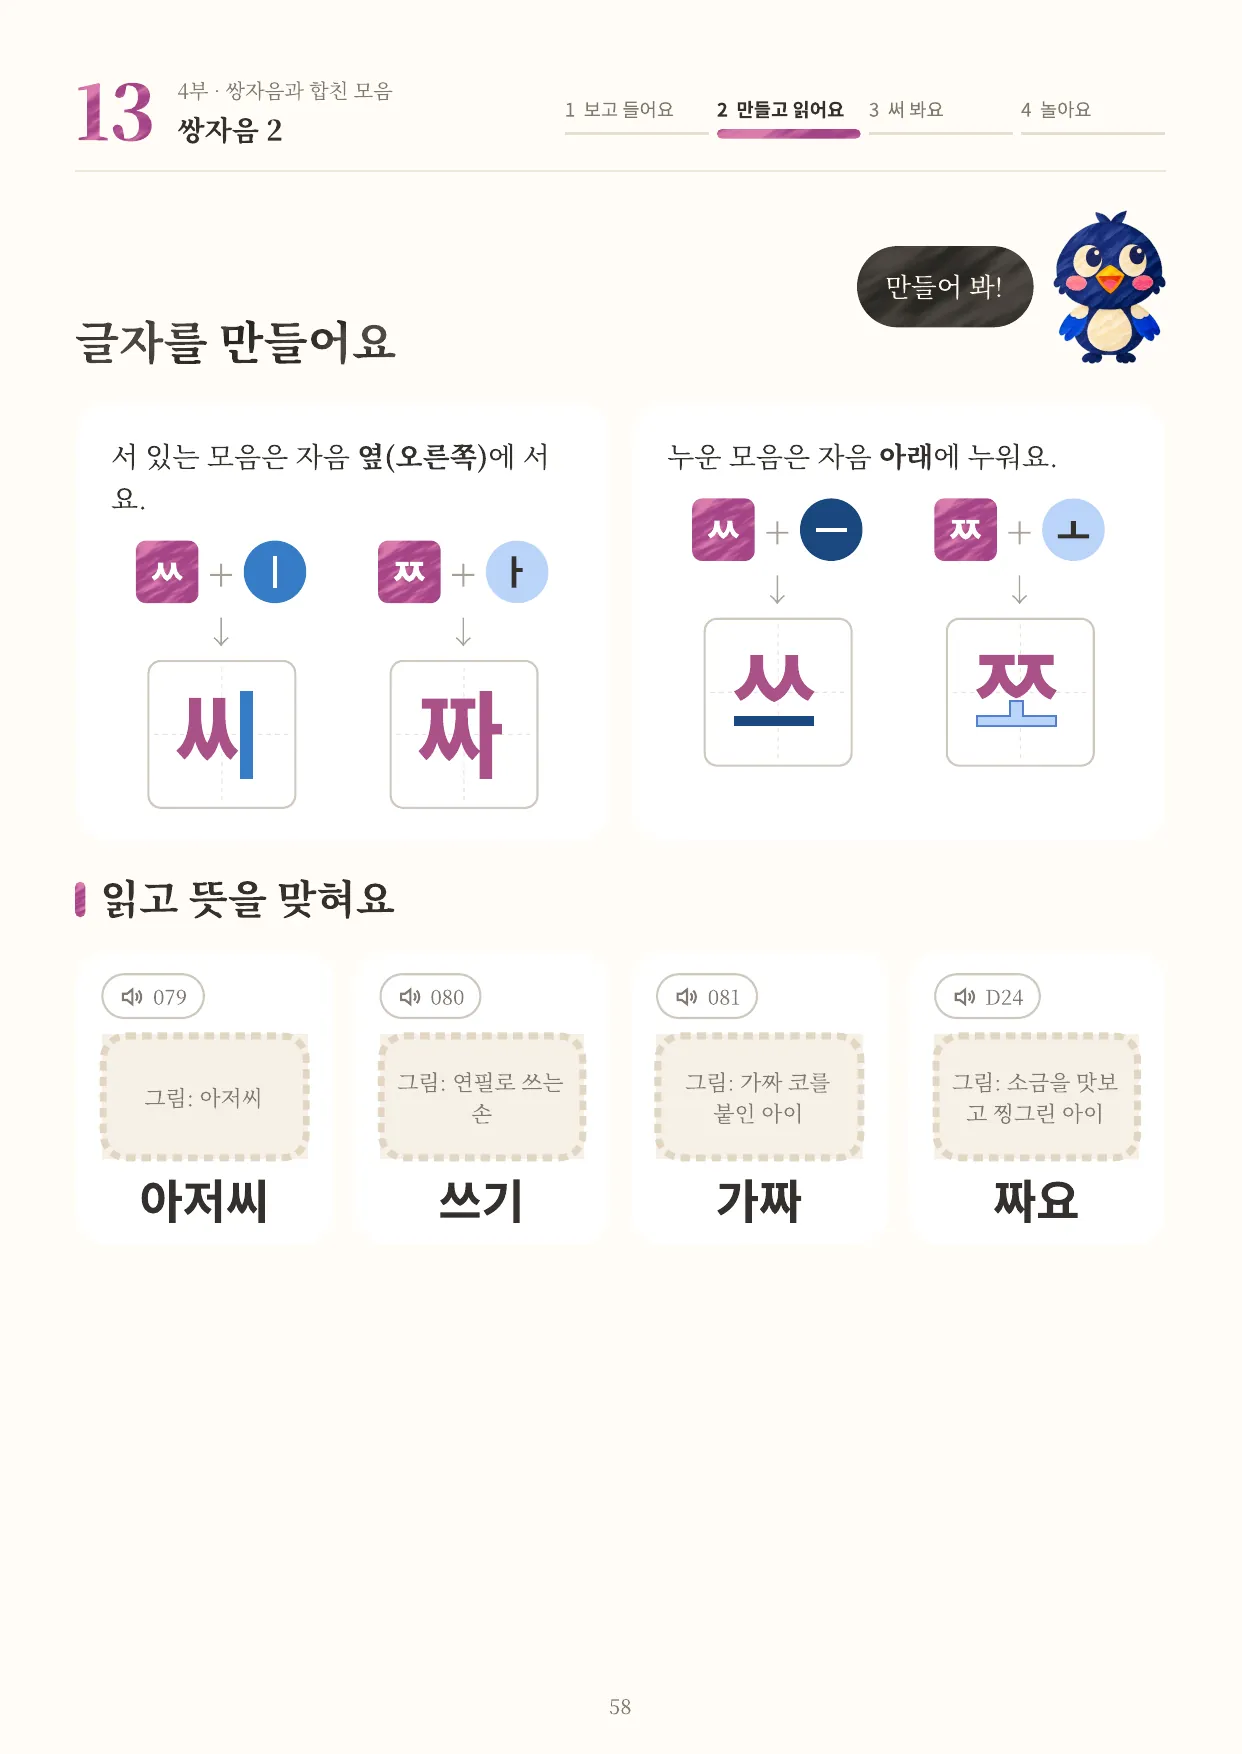 13
4부 · 쌍자음과 합친 모음
쌍자음 2
1 보고 들어요
2 만들고 읽어요
3 써 봐요
4 놀아요
만들어 봐!
글자를 만들어요
서 있는 모음은 자음 옆(오른쪽)에 서
요.
ㅆ + ㅣ
ㅉ + ㅏ
↓
↓
씨
짜
누운 모음은 자음 아래에 누워요.
ㅆ + ㅡ
ㅉ + ㅗ
↓
↓
쓰
쪼
읽고 뜻을 맞혀요
079
그림: 아저씨
아저씨
080
그림: 연필로 쓰는
손
쓰기
081
그림: 가짜 코를
붙인 아이
가짜
D24
그림: 소금을 맛보
고 찡그린 아이
짜요
58